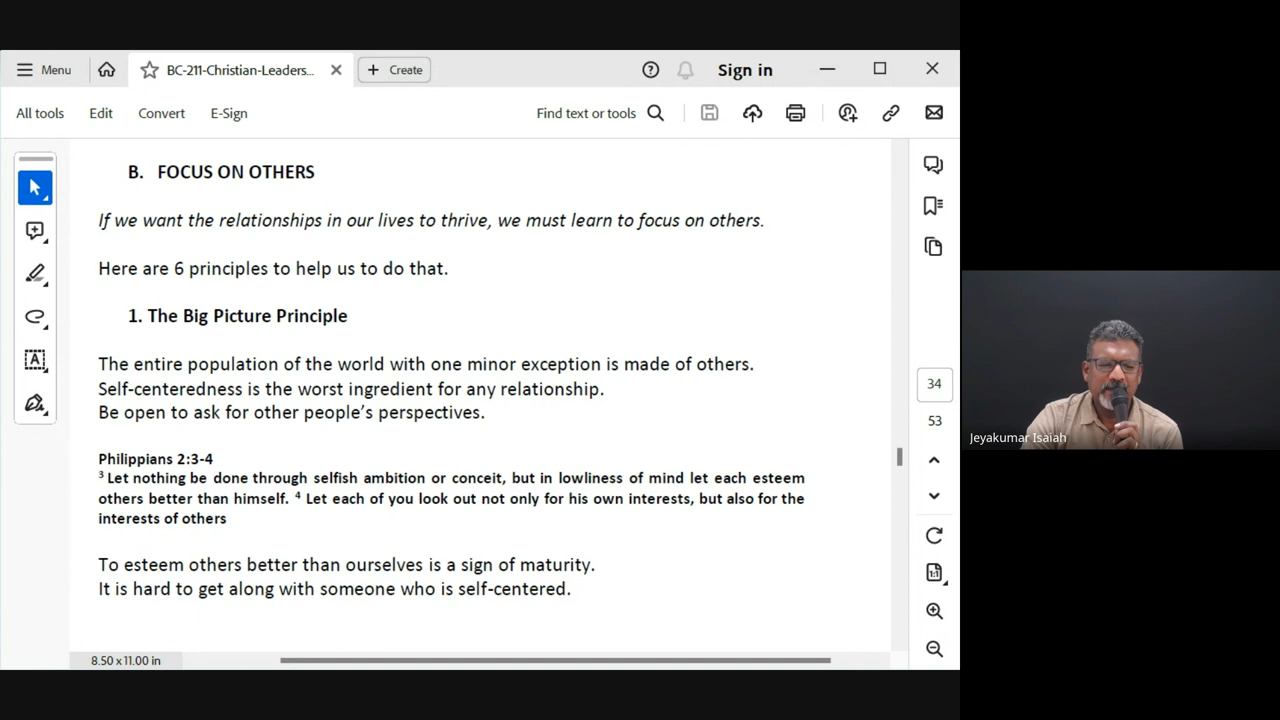 Menu
BC-211-Christian-Leaders...
Create
Sign in
All tools
Edit
Convert
E-Sign
Find text or tools
B. FOCUS ON OTHERS
If we want the relationships in our lives to thrive, we must learn to focus on others.
Here are 6 principles to help us to do that.
1. The Big Picture Principle
The entire population of the world with one minor exception is made of others.
Self-centeredness is the worst ingredient for any relationship.
Be open to ask for other people's perspectives.
Philippians 2:3-4
3 Let nothing be done through selfish ambition or conceit, but in lowliness of mind let each esteem
others better than himself. 4 Let each of you look out not only for his own interests, but also for the
interests of others
To esteem others better than ourselves is a sign of maturity.
It is hard to get along with someone who is self-centered.
8.50 x 11.00 in
34
53
1:1
Jeyakumar Isaiah